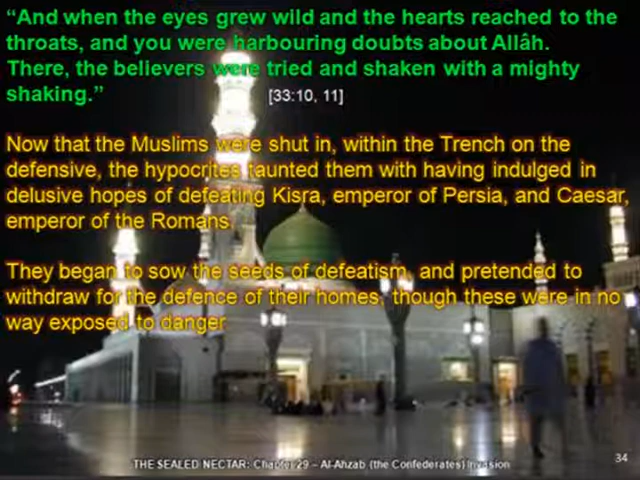 “And when the eyes grew wild and the hearts reached to the
throats, and you were harbouring doubts about Allâh.
There, the believers were tried and shaken with a mighty
shaking.” [33:10, 11]
Now that the Muslims were shut in, within the Trench on the
defensive, the hypocrites taunted them with having indulged in
delusive hopes of defeating Kisra, emperor of Persia, and Caesar,
emperor of the Romans.
They began to sow the seeds of defeatism, and pretended to
withdraw for the defence of their homes, though these were in no
way exposed to danger
THE SEALED NECTAR: Chapter 29 – Al-Ahzab (the Confederates) Invasion
34